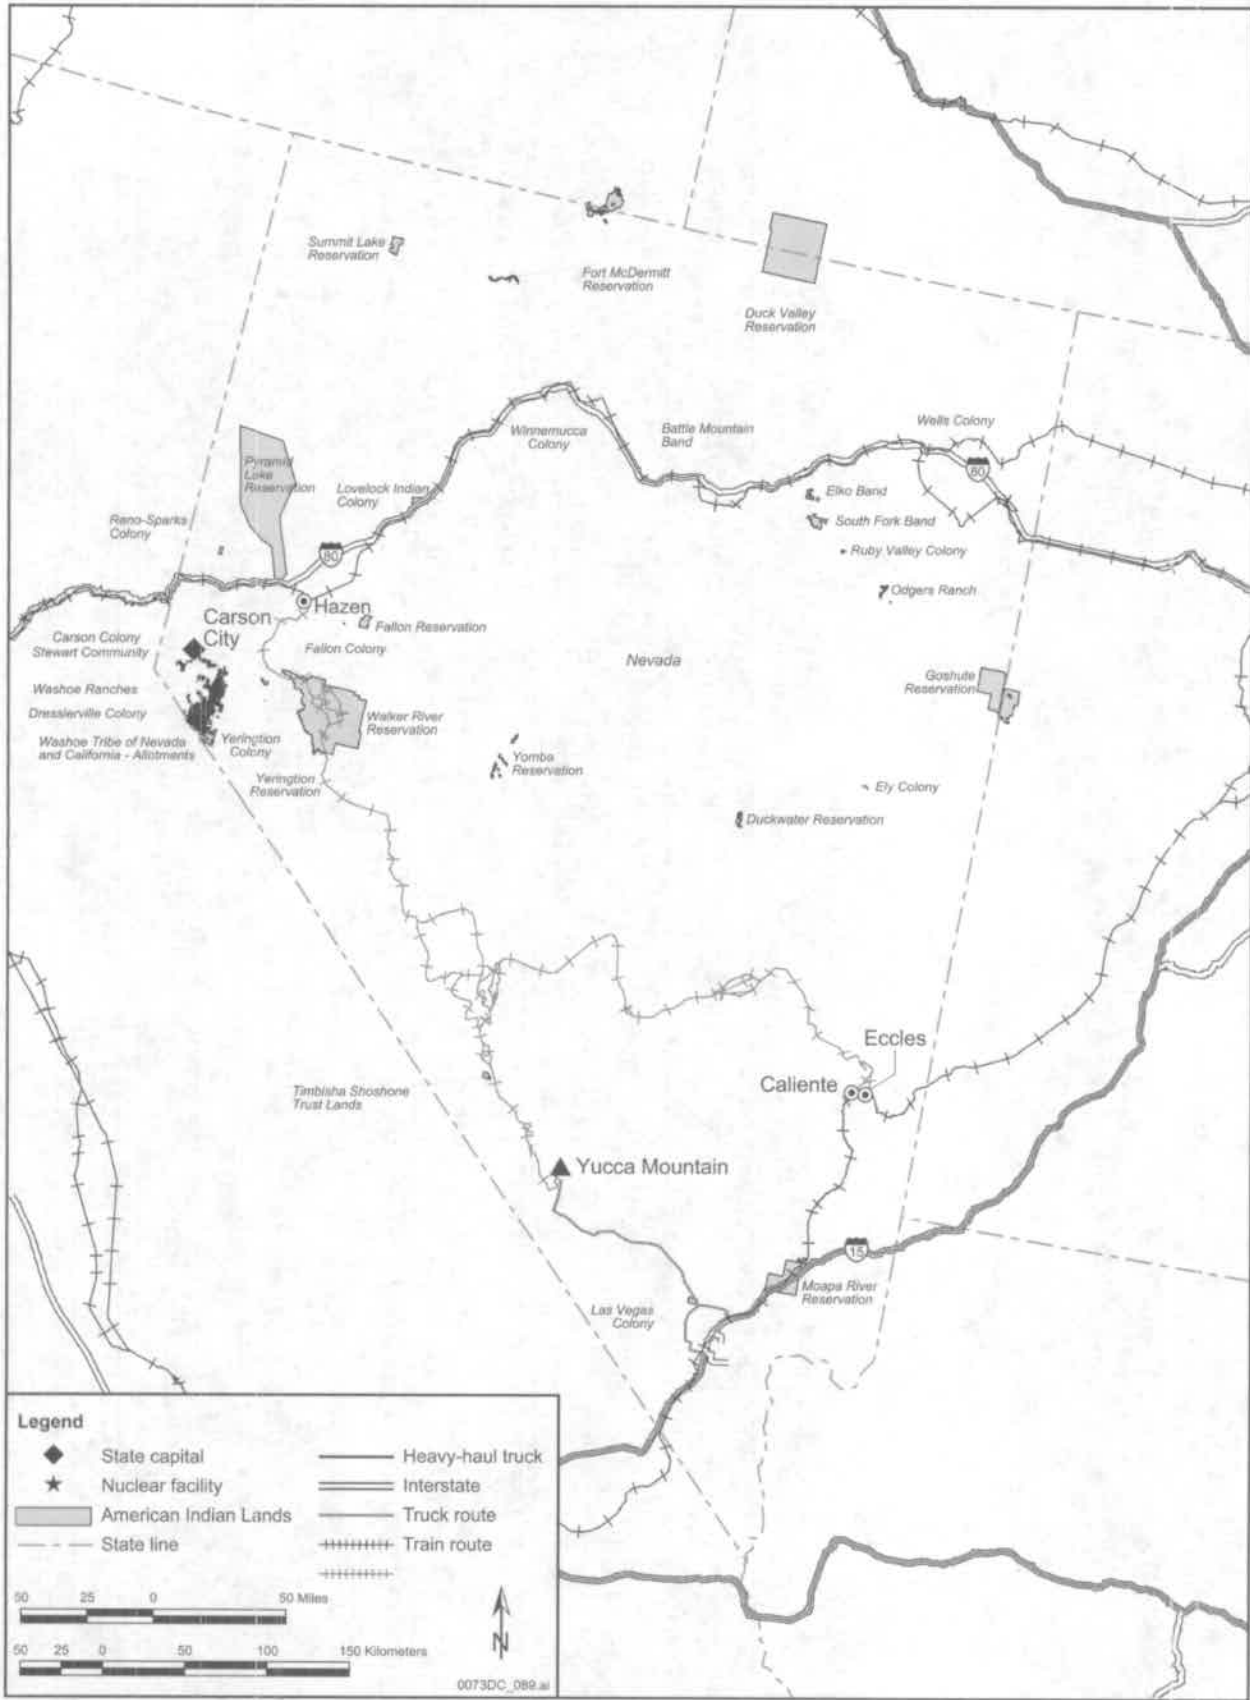 Summit Lake
Reservation
Fort McDermitt
Reservation
Duck Valley
Reservation
Winnemucca
Colony
Battle Mountain
Band
Wells Colony
80
Pyramid
Lake
Reservation
Lovelock Indian
Colony
Elko Band
South Fork Band
Reno-Sparks
Colony
80
Ruby Valley Colony
Odgers Ranch
Hazen
Carson
City
Fallon Reservation
Carson Colony
Stewart Community
Fallon Colony
Nevada
Goshute
Reservation
Washoe Ranches
Dresslerville Colony
Walker River
Reservation
Washoe Tribe of Nevada
and California - Allotments
Yerington
Colony
Yerington
Reservation
Yomba
Reservation
Ely Colony
Duckwater Reservation
Eccles
Caliente
Timbisha Shoshone
Trust Lands
Yucca Mountain
15
Moapa River
Reservation
Las Vegas
Colony
Legend
State capital
Heavy-haul truck
Nuclear facility
Interstate
American Indian Lands
Truck route
State line
Train route
50 25 0 50 Miles
50 25 0 50 100 150 Kilometers
N
0073DC_089.ai